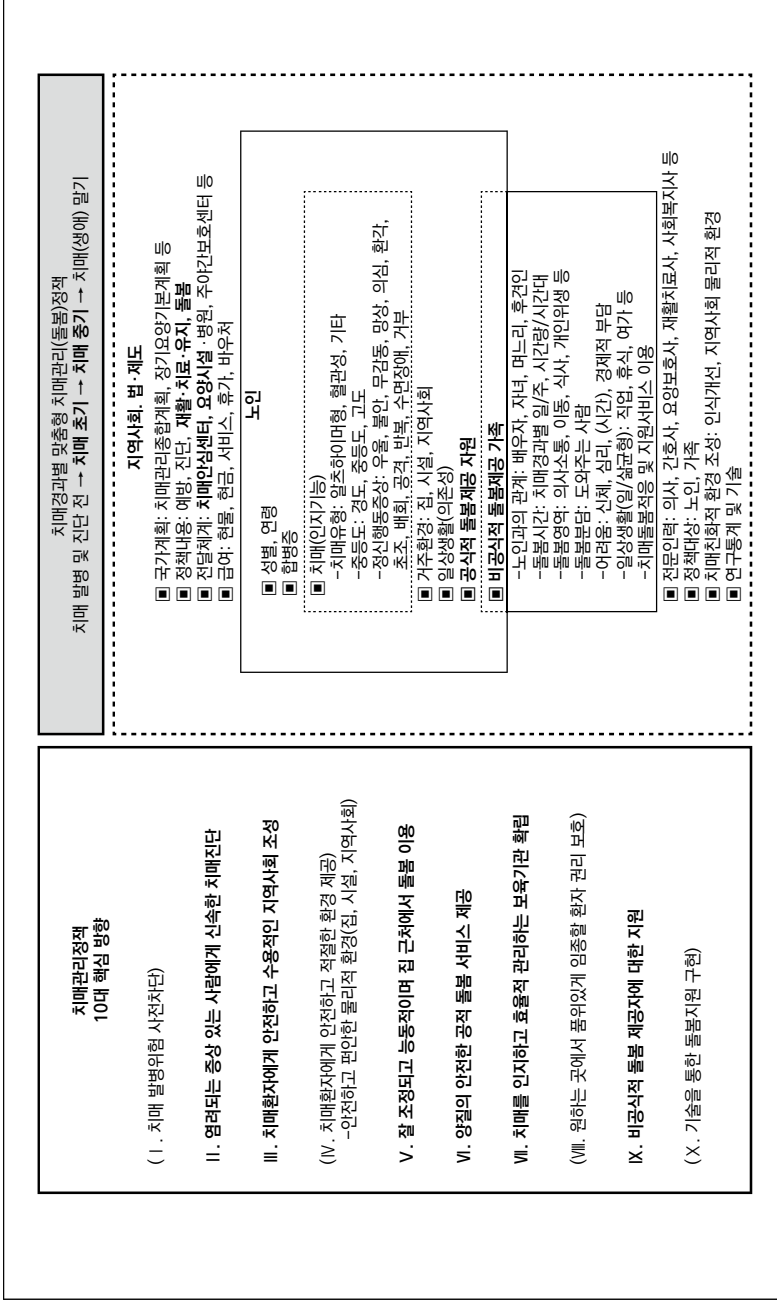 치매관리정책
10대 핵심 방향
(Ⅰ. 치매 발병위험 사전차단)
Ⅱ. 염려되는 증상 있는 사람에게 신속한 치매진단
Ⅲ. 치매환자에게 안전하고 수용적인 지역사회 조성
(Ⅳ. 치매환자에게 안전하고 적절한 환경 제공)
-안전하고 편안한 물리적 환경(집, 시설, 지역사회)
Ⅴ. 잘 조정되고 능동적이며 집 근처에서 돌봄 이용
Ⅵ. 양질의 안전한 공적 돌봄 서비스 제공
Ⅶ. 치매를 인지하고 효율적 관리하는 보육기관 확립
(Ⅷ. 원하는 곳에서 품위있게 임종할 환자 권리 보호)
Ⅸ. 비공식적 돌봄 제공자에 대한 지원
(Ⅹ. 기술을 통한 돌봄지원 구현)
치매경과별 맞춤형 치매관리(돌봄)정책
치매 발병 및 진단 전 → 치매 초기 → 치매 중기 → 치매(생애) 말기
지역사회. 법·제도
▣ 국가계획: 치매관리종합계획, 장기요양기본계획 등
▣ 정책내용: 예방, 진단, 재활·치료·유지, 돌봄
▣ 전달체계: 치매안심센터, 요양시설·병원, 주야간보호센터 등
▣ 급여: 현물, 현금, 서비스, 휴가, 바우처
노인
▣ 성별, 연령
▣ 합병증
▣ 치매(인지기능)
-치매유형: 알츠하이머형, 혈관성, 기타
-중등도: 경도, 중등도, 고도
-정신행동증상: 우울, 불안, 무감동, 망상, 의심, 환각,
초조, 배회, 공격, 반복, 수면장애, 거부
▣ 거주환경: 집, 시설, 지역사회
▣ 일상생활(의존성)
▣ 공식적 돌봄제공 자원
▣ 비공식적 돌봄제공 가족
-노인과의 관계: 배우자, 자녀, 며느리, 후견인
-돌봄시간: 치매경과별 일/주, 시간량/시간대
-돌봄영역: 의사소통, 이동, 식사, 개인위생 등
-돌봄분담: 도와주는 사람
-어려움: 신체, 심리, (시간), 경제적 부담
-일상생활(일/삶균형): 직업, 휴식, 여가 등
-치매돌봄적응 및 지원서비스 이용
▣ 전문인력: 의사, 간호사, 요양보호사, 재활치료사, 사회복지사 등
▣ 정책대상: 노인, 가족
▣ 치매친화적 환경 조성: 인식개선, 지역사회 물리적 환경
▣ 연구통계 및 기술